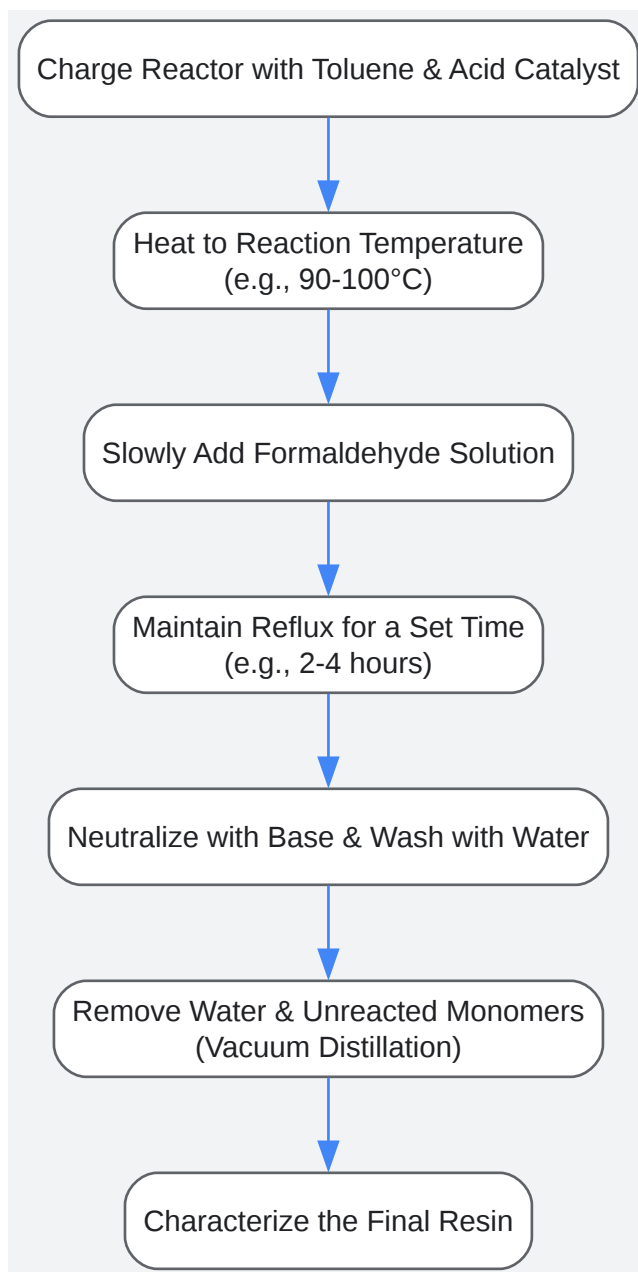 Charge Reactor with Toluene & Acid Catalyst
Heat to Reaction Temperature
(e.g., 90-100°C)
Slowly Add Formaldehyde Solution
Maintain Reflux for a Set Time
(e.g., 2-4 hours)
Neutralize with Base & Wash with Water
Remove Water & Unreacted Monomers
(Vacuum Distillation)
Characterize the Final Resin